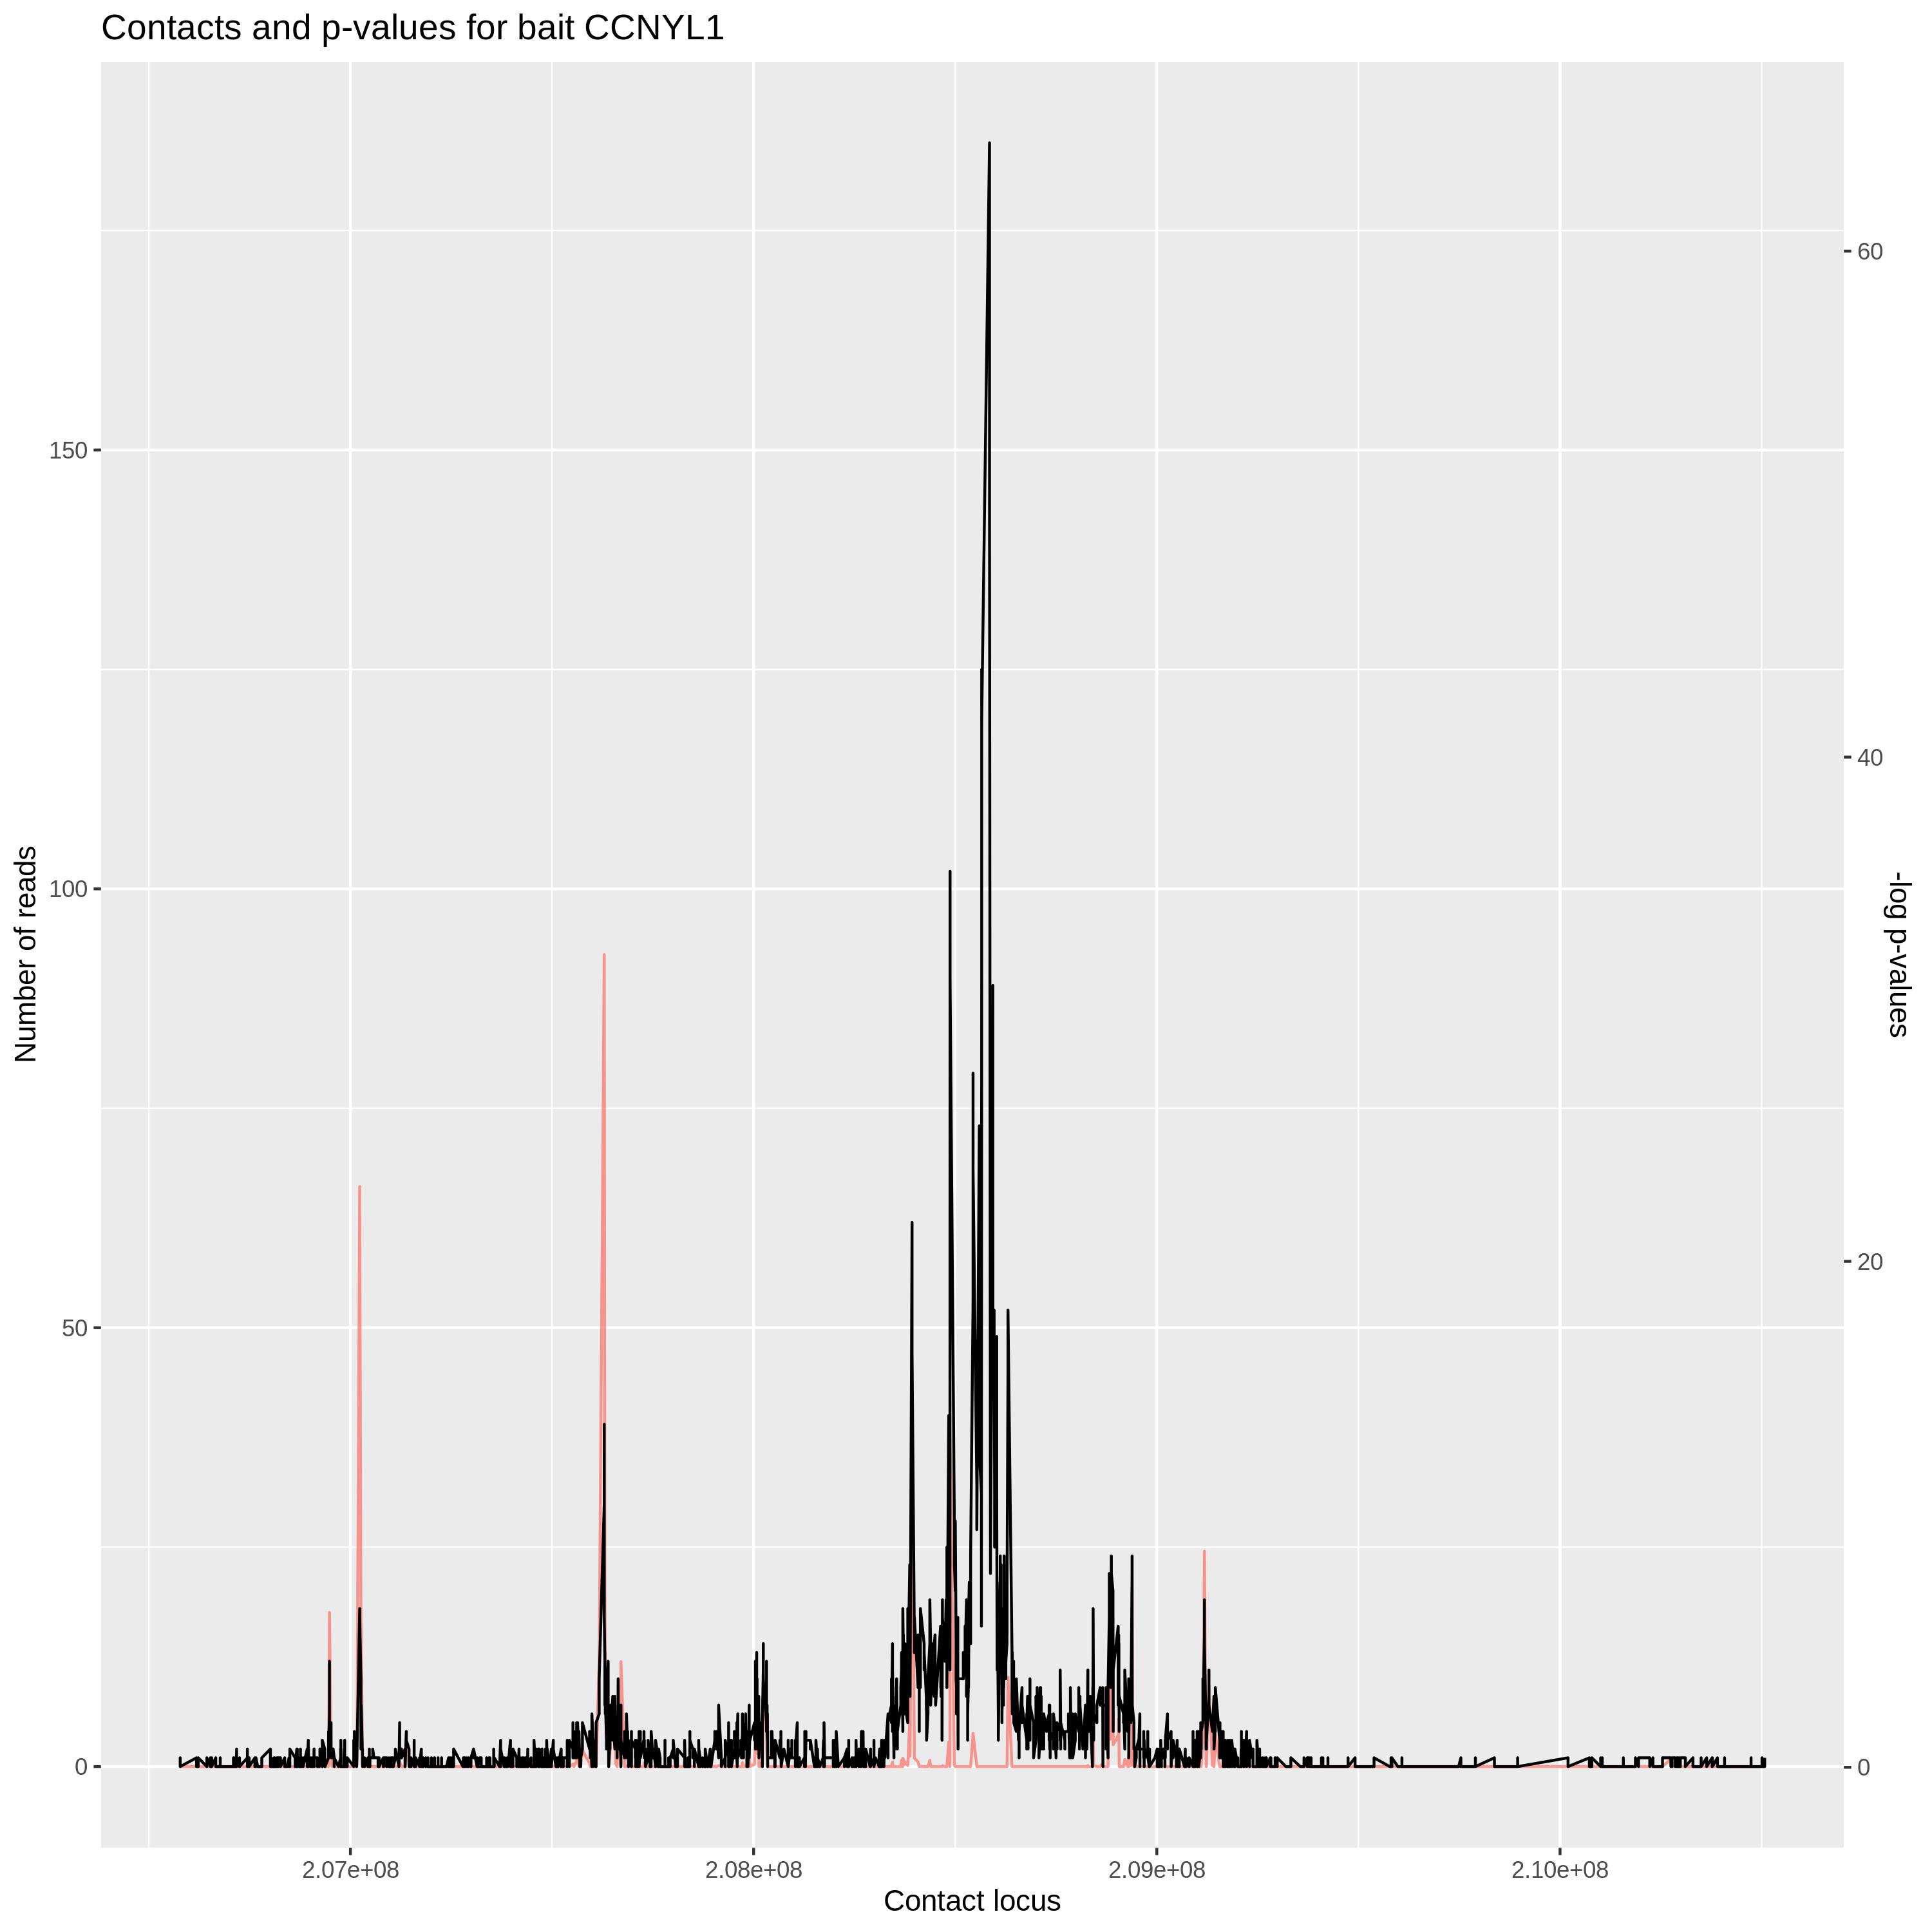 Contacts and p-values for bait CCNYL1
150
100
50
0
Number of reads
60
40
20
0
-log p-values
2.07e+08
2.08e+08
2.09e+08
2.10e+08
Contact locus